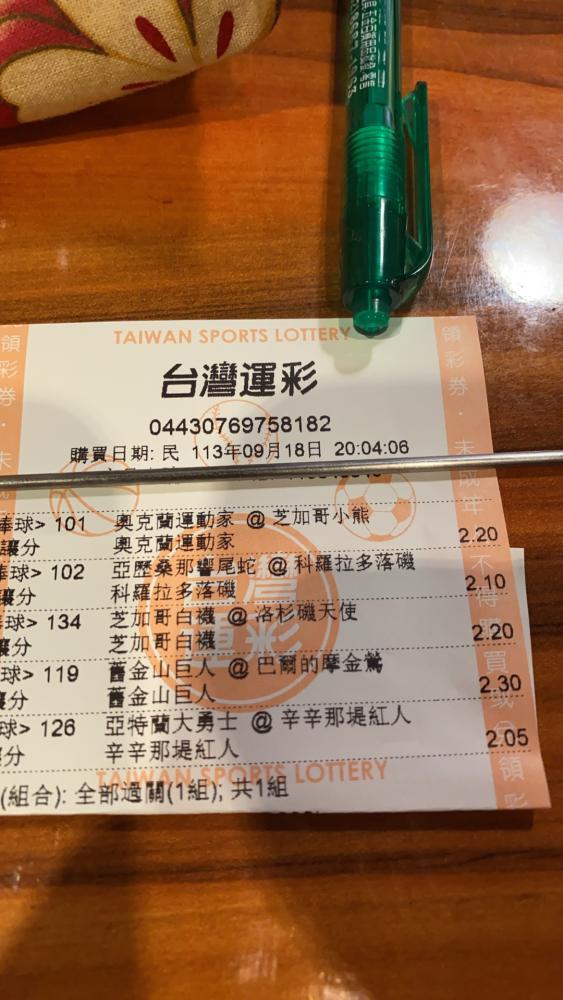 TAIWAN SPORTS LOTTERY
台灣運彩
04430769758182
購買日期: 民 113年09月18日 20:04:06
棒球> 101 奧克蘭運動家 @ 芝加哥小熊
讓分 奧克蘭運動家 2.20
棒球> 102 亞歷桑那響尾蛇 @ 科羅拉多落磯
讓分 科羅拉多落磯 2.10
球> 134 芝加哥白襪 @ 洛杉磯天使
讓分 芝加哥白襪 2.20
球> 119 舊金山巨人 @ 巴爾的摩金鶯
讓分 舊金山巨人 2.30
球> 126 亞特蘭大勇士 @ 辛辛那堤紅人
分 辛辛那堤紅人 2.05
TAIWAN SPORTS LOTTERY
(組合): 全部過關(1組); 共1組
領彩券．未
領彩券．未成年
不得購買或
領彩